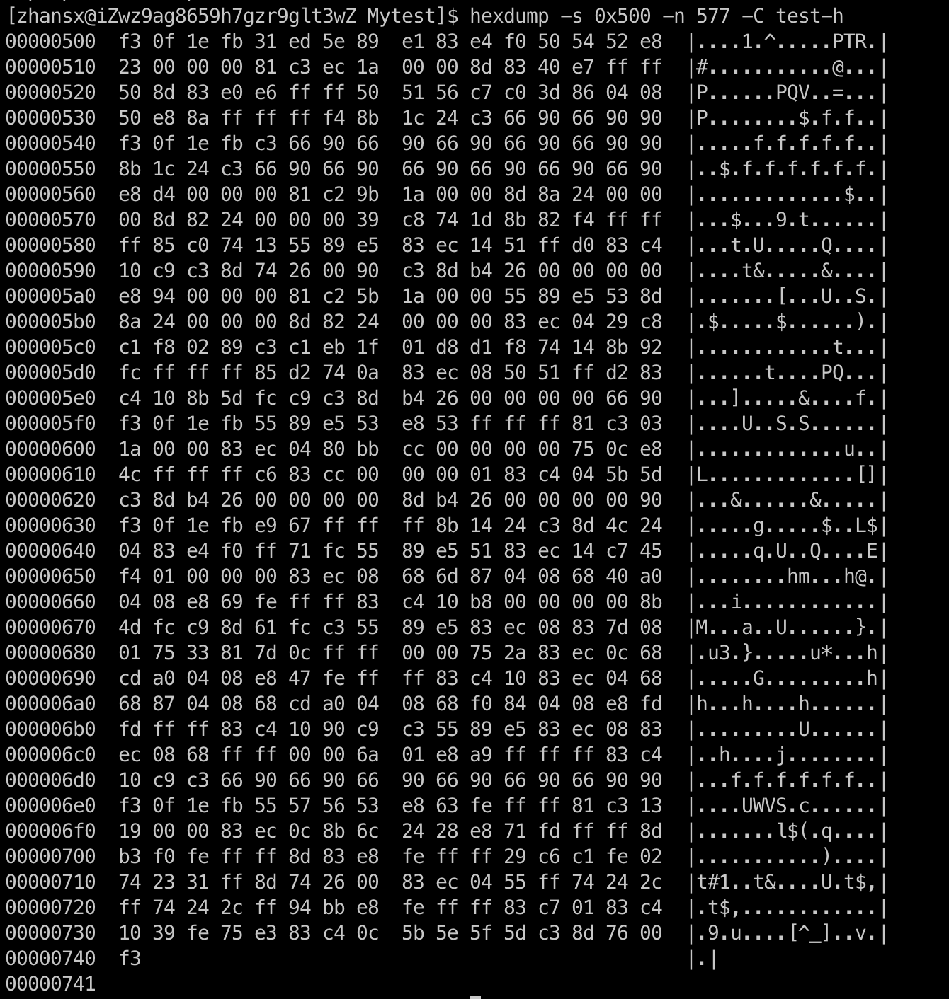 [zhansx@iZwz9ag8659h7gzr9glt3wZ Mytest]$ hexdump -s 0x500 -n 577 -C test-h
00000500  f3 0f 1e fb 31 ed 5e 89  e1 83 e4 f0 50 54 52 e8  |....1.^.....PTR.|
00000510  23 00 00 00 81 c3 ec 1a  00 00 8d 83 40 e7 ff ff  |#...........@...|
00000520  50 8d 83 e0 e6 ff ff 50  51 56 c7 c0 3d 86 04 08  |P......PQV..=...|
00000530  50 e8 8a ff ff ff f4 8b  1c 24 c3 66 90 66 90 90  |P........$.f.f..|
00000540  f3 0f 1e fb c3 66 90 66  90 66 90 66 90 66 90 90  |.....f.f.f.f.f..|
00000550  8b 1c 24 c3 66 90 66 90  66 90 66 90 66 90 66 90  |..$.f.f.f.f.f.f.|
00000560  e8 d4 00 00 00 81 c2 9b  1a 00 00 8d 8a 24 00 00  |.............$..|
00000570  00 8d 82 24 00 00 00 39  c8 74 1d 8b 82 f4 ff ff  |...$...9.t......|
00000580  ff 85 c0 74 13 55 89 e5  83 ec 14 51 ff d0 83 c4  |...t.U.....Q....|
00000590  10 c9 c3 8d 74 26 00 90  c3 8d b4 26 00 00 00 00  |....t&.....&....|
000005a0  e8 94 00 00 00 81 c2 5b  1a 00 00 55 89 e5 53 8d  |.......[...U..S.|
000005b0  8a 24 00 00 00 8d 82 24  00 00 00 83 ec 04 29 c8  |.$.....$......).|
000005c0  c1 f8 02 89 c3 c1 eb 1f  01 d8 d1 f8 74 14 8b 92  |............t...|
000005d0  fc ff ff ff 85 d2 74 0a  83 ec 08 50 51 ff d2 83  |......t....PQ...|
000005e0  c4 10 8b 5d fc c9 c3 8d  b4 26 00 00 00 00 66 90  |...].....&....f.|
000005f0  f3 0f 1e fb 55 89 e5 53  e8 53 ff ff ff 81 c3 03  |....U..S.S......|
00000600  1a 00 00 83 ec 04 80 bb  cc 00 00 00 00 75 0c e8  |.............u..|
00000610  4c ff ff ff c6 83 cc 00  00 00 01 83 c4 04 5b 5d  |L.............[]|
00000620  c3 8d b4 26 00 00 00 00  8d b4 26 00 00 00 00 90  |...&......&.....|
00000630  f3 0f 1e fb e9 67 ff ff  ff 8b 14 24 c3 8d 4c 24  |.....g.....$..L$|
00000640  04 83 e4 f0 ff 71 fc 55  89 e5 51 83 ec 14 c7 45  |.....q.U..Q....E|
00000650  f4 01 00 00 00 83 ec 08  68 6d 87 04 08 68 40 a0  |........hm...h@.|
00000660  04 08 e8 69 fe ff ff 83  c4 10 b8 00 00 00 00 8b  |...i............|
00000670  4d fc c9 8d 61 fc c3 55  89 e5 83 ec 08 83 7d 08  |M...a..U......}.|
00000680  01 75 33 81 7d 0c ff ff  00 00 75 2a 83 ec 0c 68  |.u3.}.....u*...h|
00000690  cd a0 04 08 e8 47 fe ff  ff 83 c4 10 83 ec 04 68  |.....G.........h|
000006a0  68 87 04 08 68 cd a0 04  08 68 f0 84 04 08 e8 fd  |h...h....h......|
000006b0  fd ff ff 83 c4 10 90 c9  c3 55 89 e5 83 ec 08 83  |.........U......|
000006c0  ec 08 68 ff ff 00 00 6a  01 e8 a9 ff ff ff 83 c4  |..h....j........|
000006d0  10 c9 c3 66 90 66 90 66  90 66 90 66 90 66 90 90  |...f.f.f.f.f.f..|
000006e0  f3 0f 1e fb 55 57 56 53  e8 63 fe ff ff 81 c3 13  |....UWVS.c......|
000006f0  19 00 00 83 ec 0c 8b 6c  24 28 e8 71 fd ff ff 8d  |.......l$(.q....|
00000700  b3 f0 fe ff ff 8d 83 e8  fe ff ff 29 c6 c1 fe 02  |...........)....|
00000710  74 23 31 ff 8d 74 26 00  83 ec 04 55 ff 74 24 2c  |t#1..t&....U.t$,|
00000720  ff 74 24 2c ff 94 bb e8  fe ff ff 83 c7 01 83 c4  |.t$,............|
00000730  10 39 fe 75 e3 83 c4 0c  5b 5e 5f 5d c3 8d 76 00  |.9.u....[^_]..v.|
00000740  f3                                                |.|
00000741